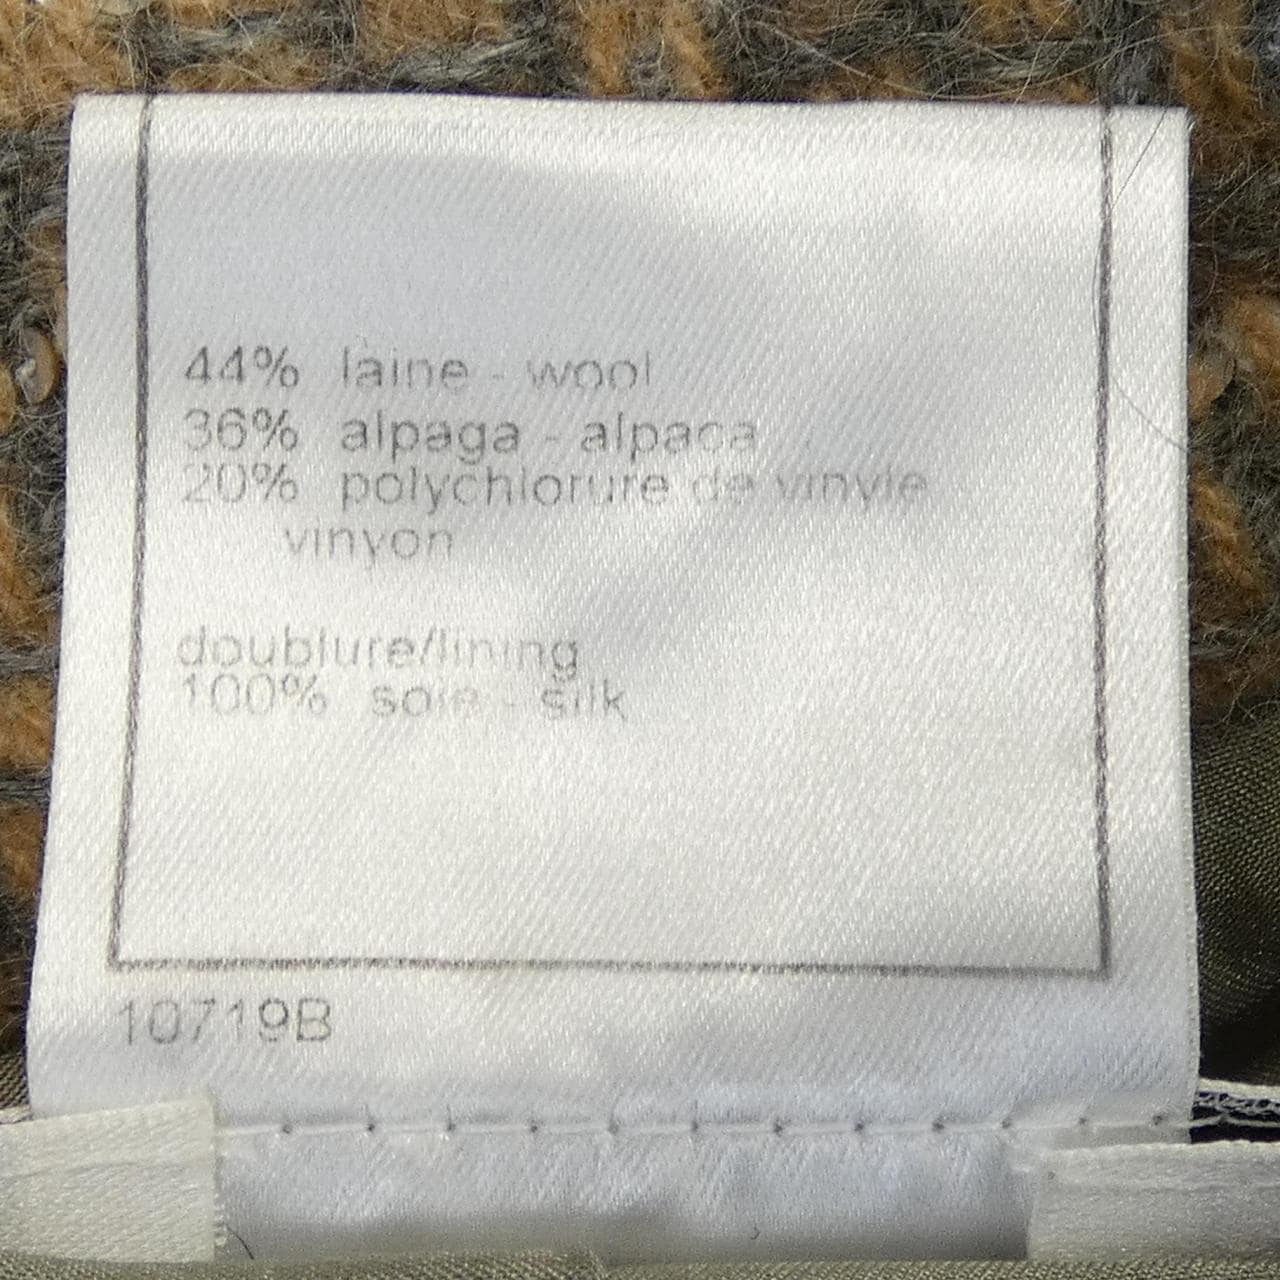 44% laine - wool
36% alpaga - alpaca
20% polychlorure de vinyle
vinyon
doublure/lining
100% soie - silk
10719B